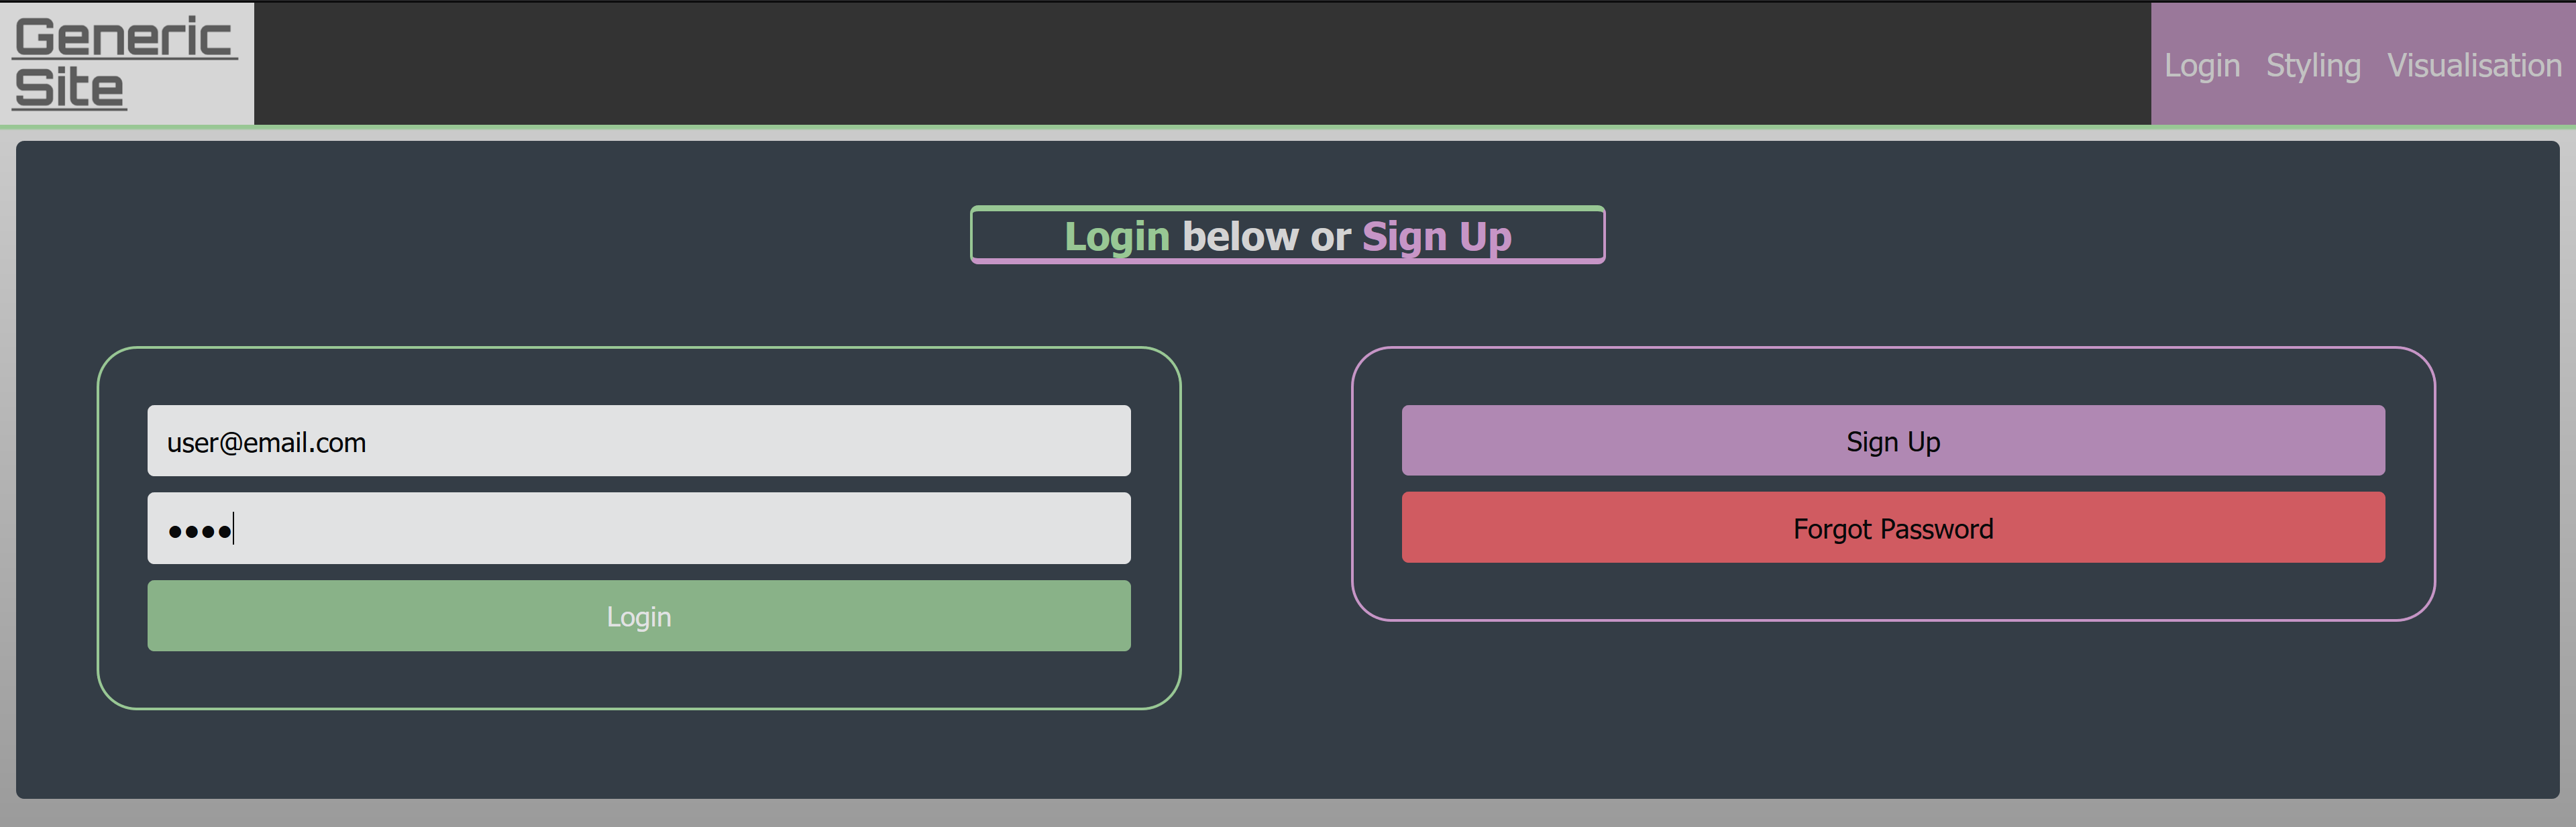 Generic
Site
Login Styling Visualisation
Login below or Sign Up
user@email.com
••••
Login
Sign Up
Forgot Password